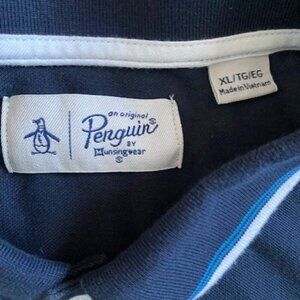 an original
Penguin
BY
Munsingwear
XL/TG/EG
Made in Vietnam